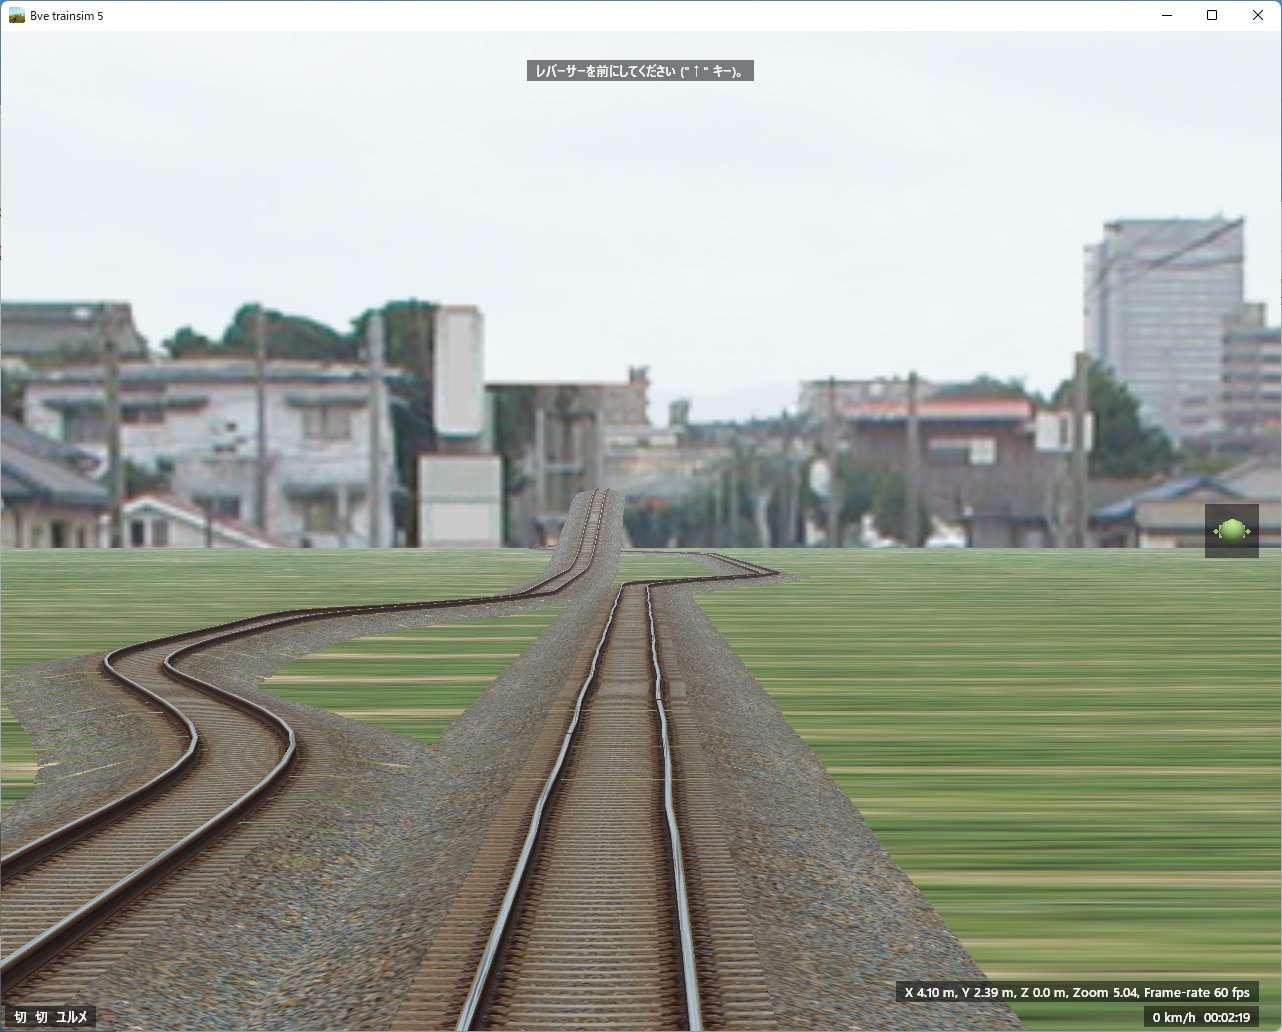 Bve trainsim 5
レバーサーを前にしてください ("↑" キー)。
X 4.10 m, Y 2.39 m, Z 0.0 m, Zoom 5.04, Frame-rate 60 fps
切 切 ユルメ
0 km/h 00:02:19